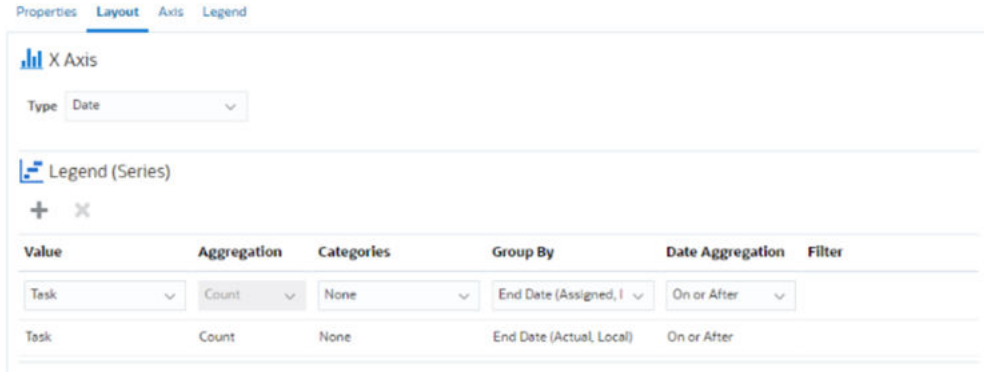 Properties Layout Axis Legend
X Axis
Type Date
Legend (Series)
Value Aggregation Categories Group By Date Aggregation Filter
Task Count None End Date (Assigned, l On or After
Task Count None End Date (Actual, Local) On or After